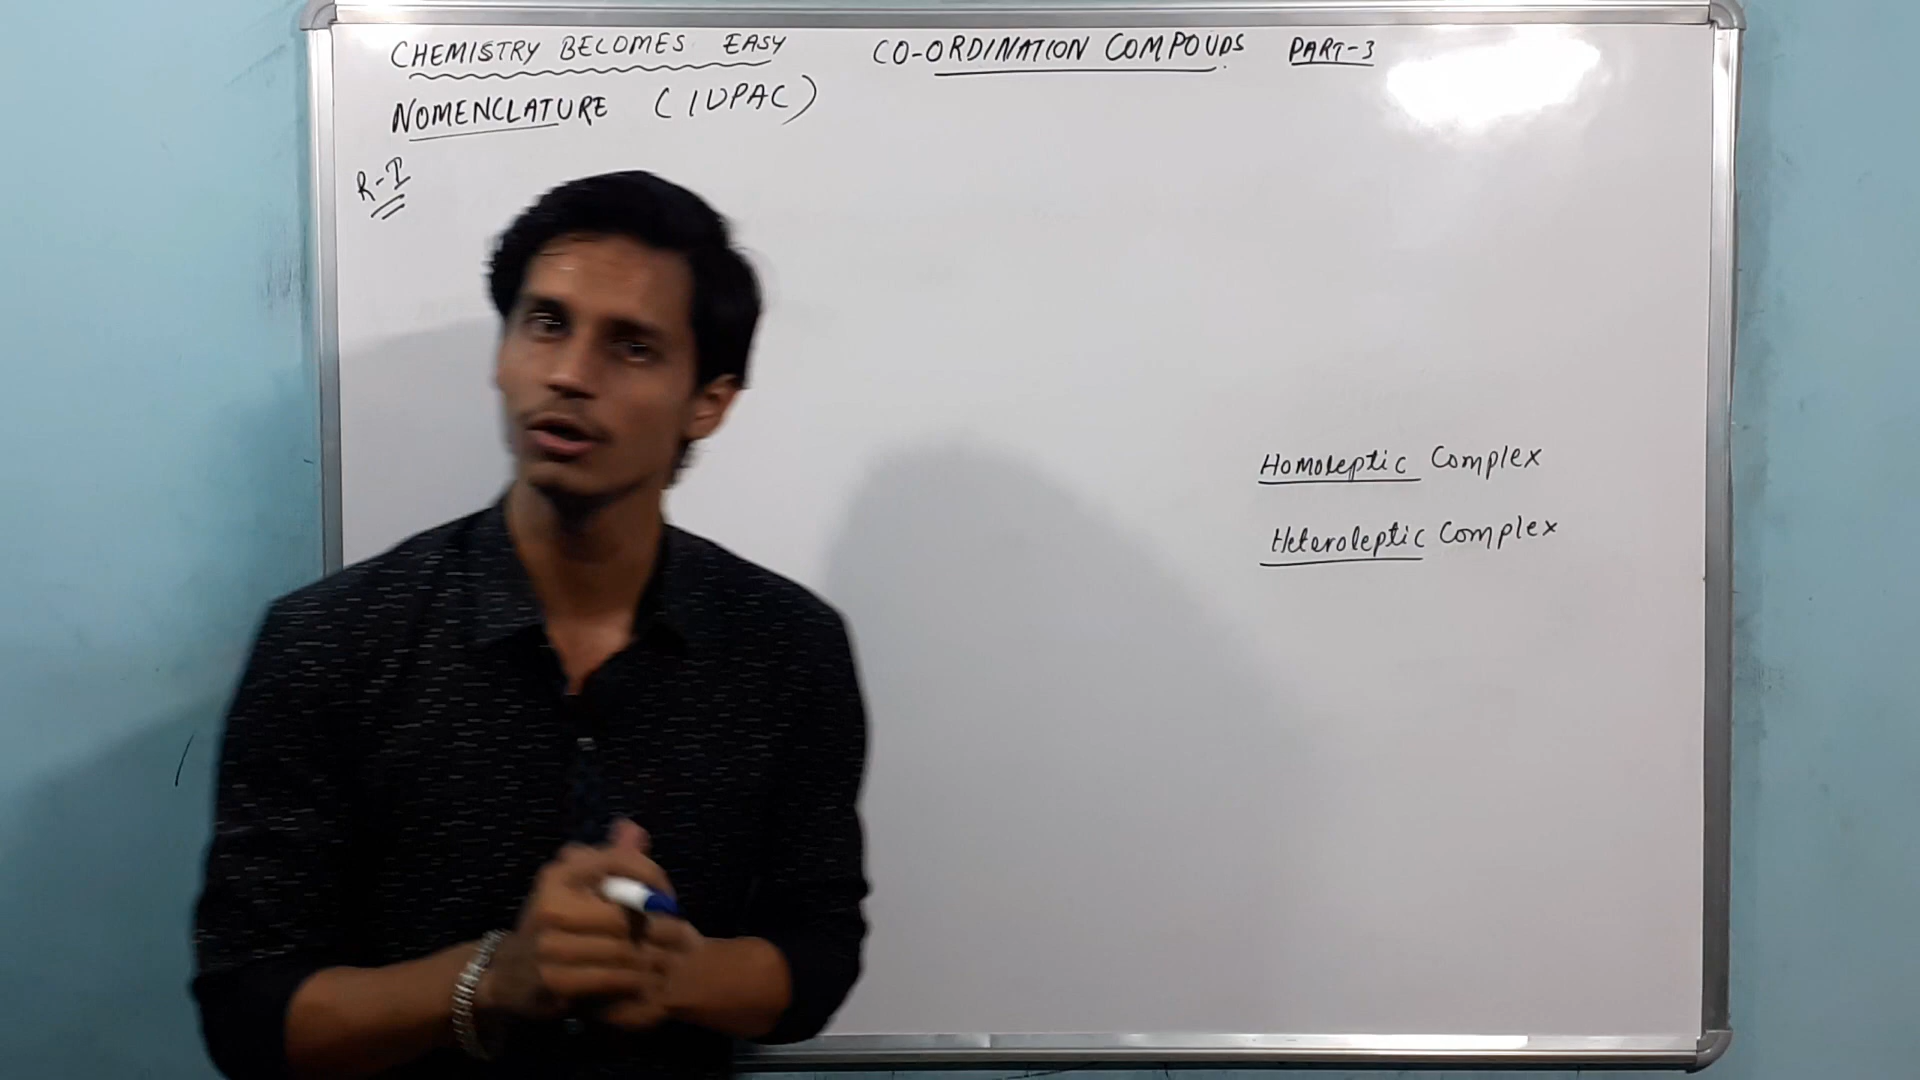 CHEMISTRY BECOMES EASY CO-ORDINATION COMPOUDS PART-3
NOMENCLATURE (IUPAC)
R-I
Homoleptic Complex
Heteroleptic Complex